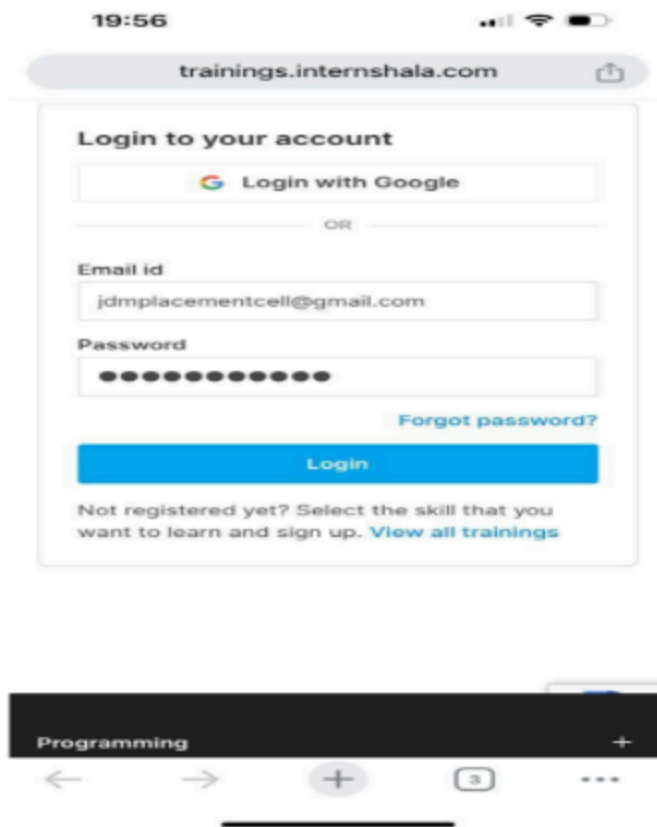 19:56
trainings.internshala.com
Login to your account
Login with Google
OR
Email id
jdmplacementcell@gmail.com
Password
●●●●●●●●●●●
Forgot password?
Login
Not registered yet? Select the skill that you
want to learn and sign up. View all trainings
Programming +
3